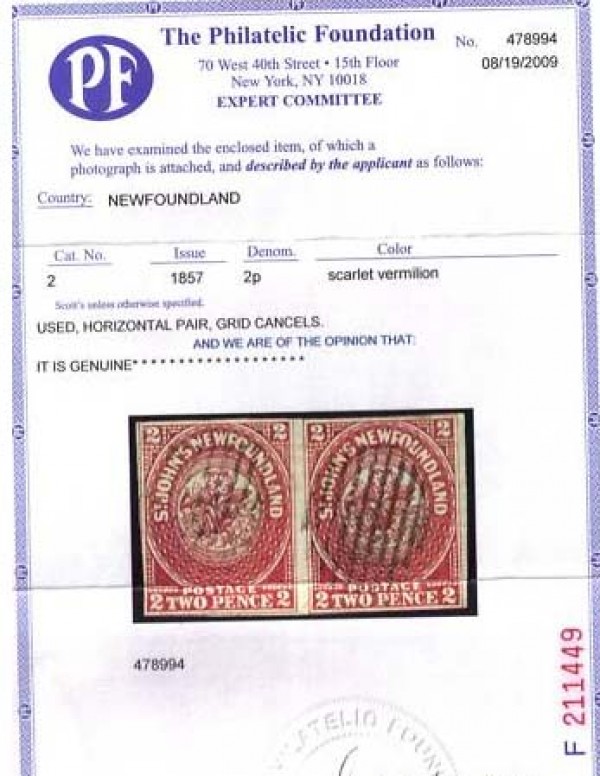 PF
The Philatelic Foundation
70 West 40th Street • 15th Floor
New York, NY 10018
EXPERT COMMITTEE
No. 478994
08/19/2009
We have examined the enclosed item, of which a
photograph is attached, and described by the applicant as follows:
Country: NEWFOUNDLAND
Cat. No. Issue Denom. Color
2 1857 2p scarlet vermilion
Scott's unless otherwise specified.
USED, HORIZONTAL PAIR, GRID CANCELS.
AND WE ARE OF THE OPINION THAT:
IT IS GENUINE********************
2 2
ST. JOHN'S NEWFOUNDLAND
POSTAGE
2 TWO PENCE 2
2 2
ST. JOHN'S NEWFOUNDLAND
POSTAGE
2 TWO PENCE 2
478994
F 211449